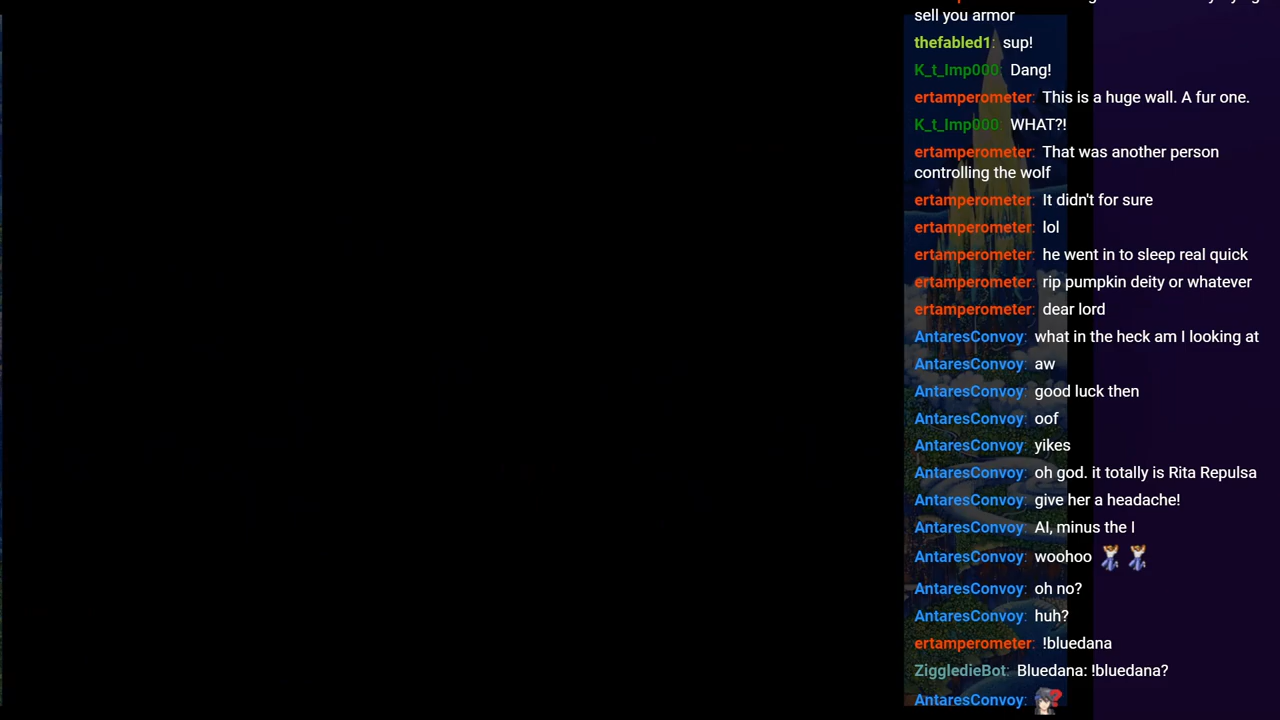 sell you armor
thefabled1: sup!
K_t_Imp000: Dang!
ertamperometer: This is a huge wall. A fur one.
K_t_Imp000: WHAT?!
ertamperometer: That was another person
controlling the wolf
ertamperometer: It didn't for sure
ertamperometer: lol
ertamperometer: he went in to sleep real quick
ertamperometer: rip pumpkin deity or whatever
ertamperometer: dear lord
AntaresConvoy: what in the heck am I looking at
AntaresConvoy: aw
AntaresConvoy: good luck then
AntaresConvoy: oof
AntaresConvoy: yikes
AntaresConvoy: oh god. it totally is Rita Repulsa
AntaresConvoy: give her a headache!
AntaresConvoy: AI, minus the I
AntaresConvoy: woohoo
AntaresConvoy: oh no?
AntaresConvoy: huh?
ertamperometer: !bluedana
ZiggledieBot: Bluedana: !bluedana?
AntaresConvoy: